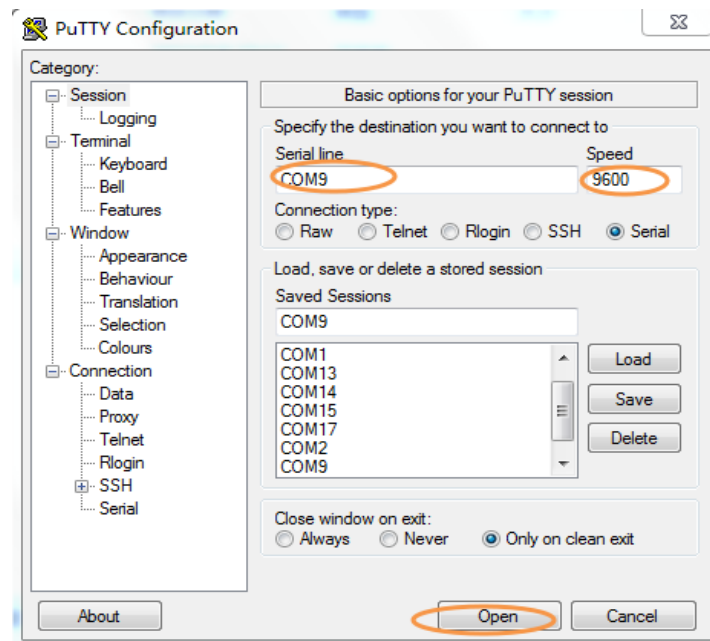 PuTTY Configuration
Category:
Session
Logging
Terminal
Keyboard
Bell
Features
Window
Appearance
Behaviour
Translation
Selection
Colours
Connection
Data
Proxy
Telnet
Rlogin
SSH
Serial
Basic options for your PuTTY session
Specify the destination you want to connect to
Serial line Speed
COM9 9600
Connection type:
Raw Telnet Rlogin SSH Serial
Load, save or delete a stored session
Saved Sessions
COM9
COM1
COM13
COM14
COM15
COM17
COM2
COM9
Load
Save
Delete
Close window on exit:
Always Never Only on clean exit
About Open Cancel